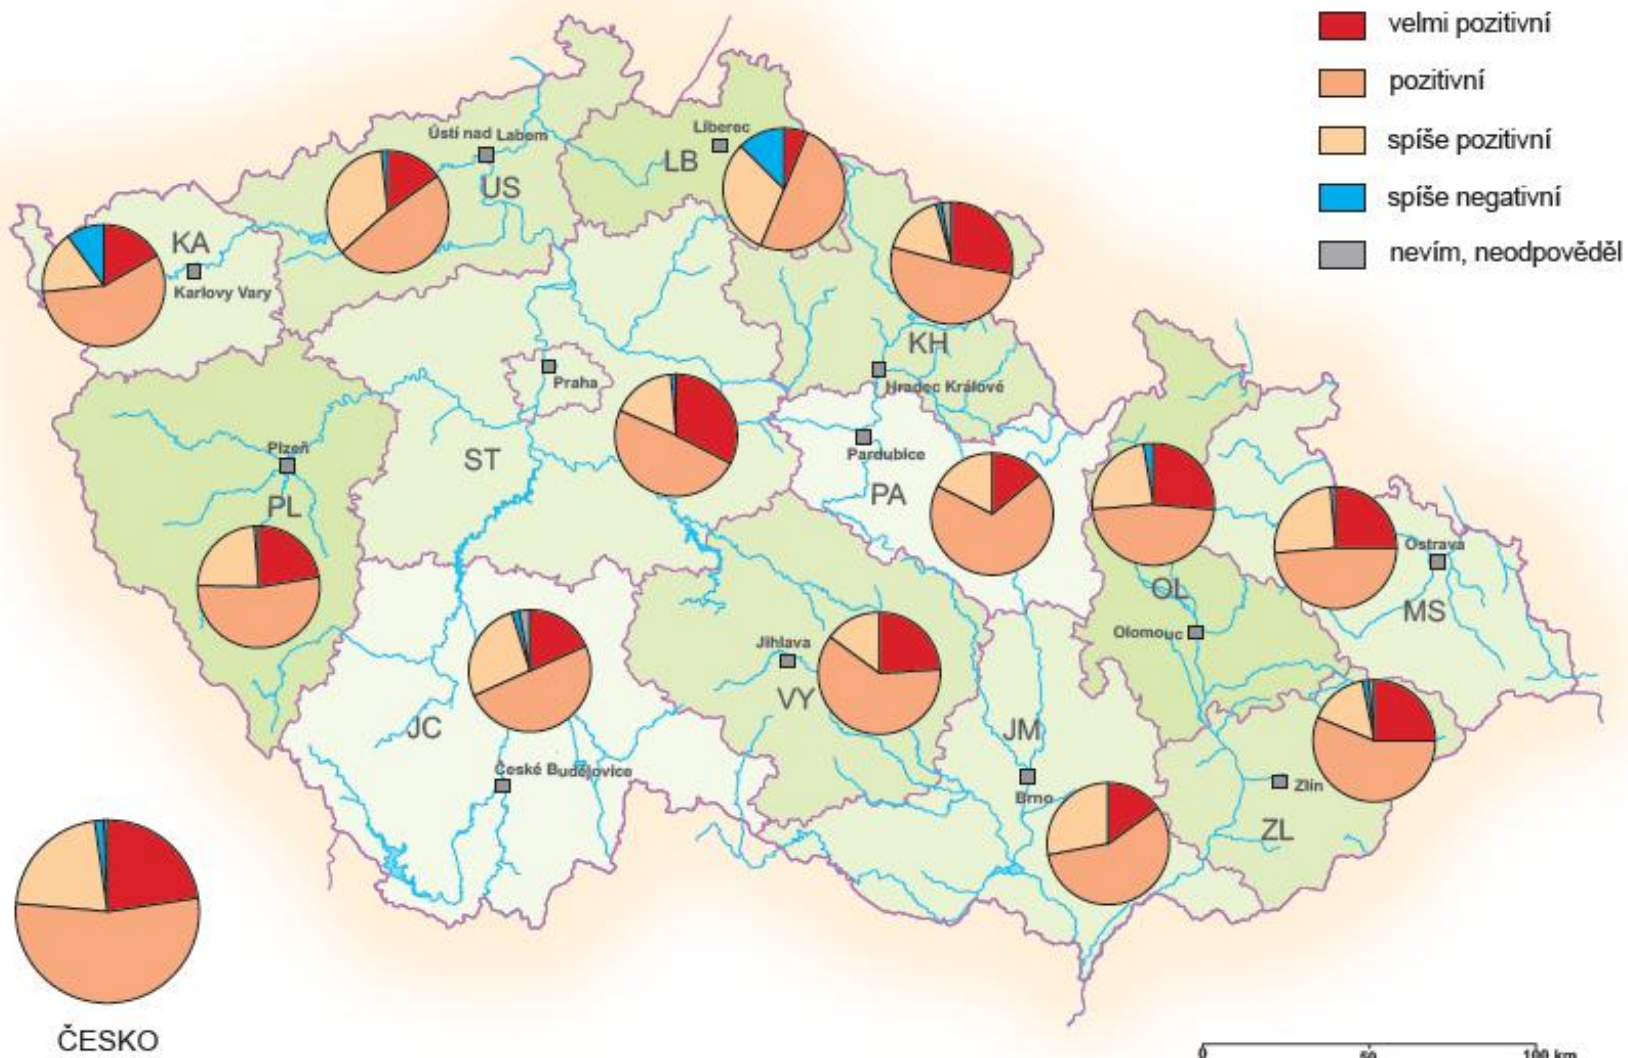 velmi pozitivní
pozitivní
spíše pozitivní
spíše negativní
nevím, neodpověděl
Ústí nad Labem
US
Liberec
LB
KA
Karlovy Vary
KH
Hradec Králové
Praha
ST
Plzeň
PL
Pardubice
PA
Ostrava
MS
OL
Olomouc
Jihlava
VY
JC
České Budějovice
JM
Brno
Zlín
ZL
ČESKO
0 50 100 km